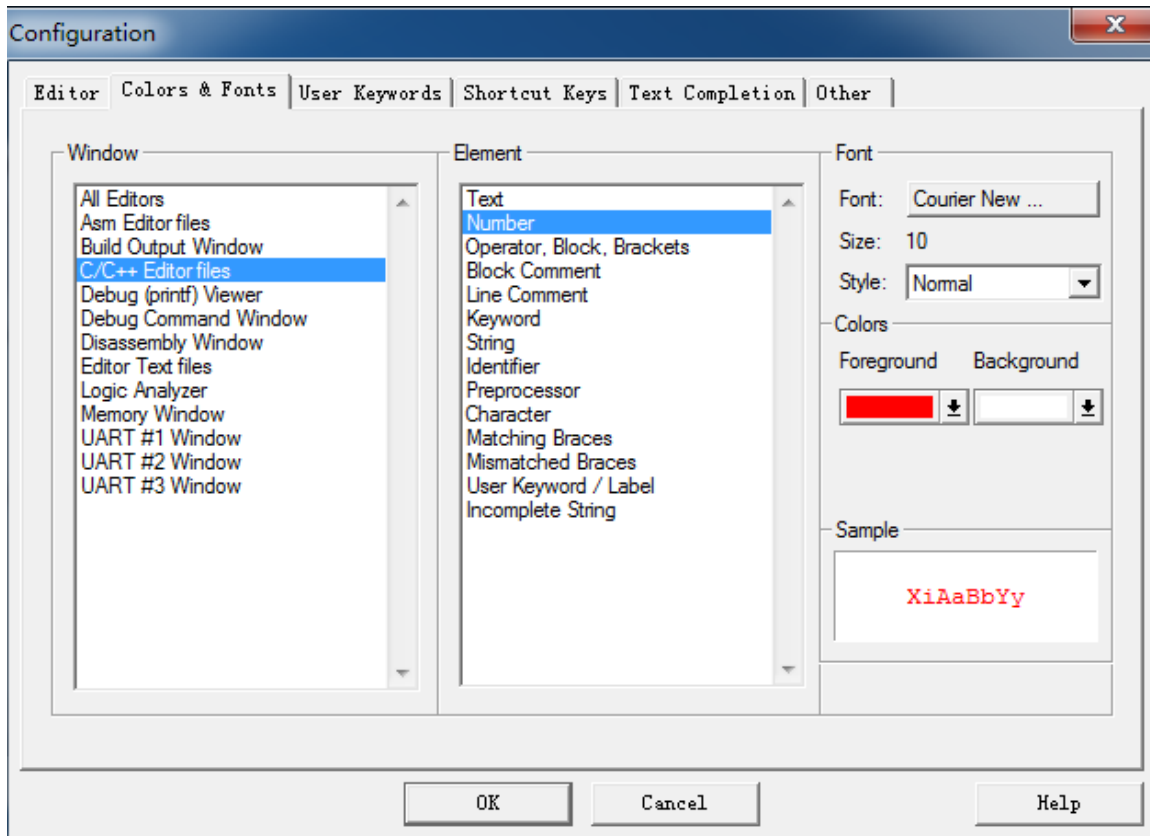 Configuration
Editor
Colors & Fonts
User Keywords
Shortcut Keys
Text Completion
Other
Window
All Editors
Asm Editor files
Build Output Window
C/C++ Editor files
Debug (printf) Viewer
Debug Command Window
Disassembly Window
Editor Text files
Logic Analyzer
Memory Window
UART #1 Window
UART #2 Window
UART #3 Window
Element
Text
Number
Operator, Block, Brackets
Block Comment
Line Comment
Keyword
String
Identifier
Preprocessor
Character
Matching Braces
Mismatched Braces
User Keyword / Label
Incomplete String
Font
Font: Courier New ...
Size: 10
Style: Normal
Colors
Foreground Background
Sample
XiAaBbYy
OK
Cancel
Help